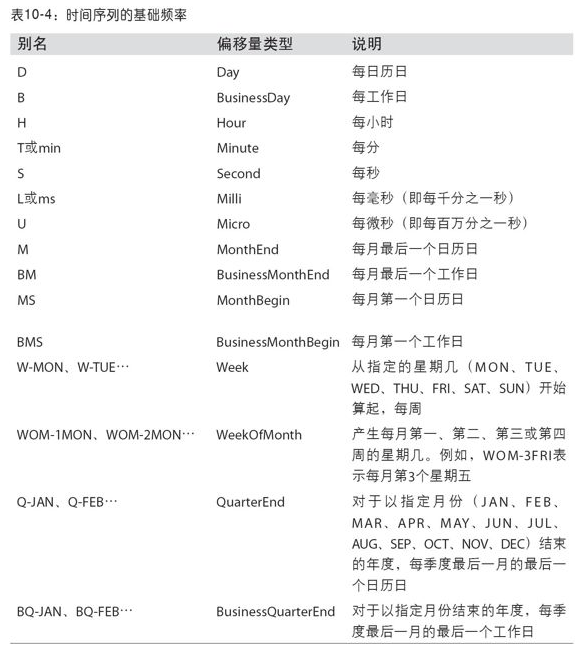 表10-4：时间序列的基础频率
别名 偏移量类型 说明
D Day 每日历日
B BusinessDay 每工作日
H Hour 每小时
T或min Minute 每分
S Second 每秒
L或ms Milli 每毫秒（即每千分之一秒）
U Micro 每微秒（即每百万分之一秒）
M MonthEnd 每月最后一个日历日
BM BusinessMonthEnd 每月最后一个工作日
MS MonthBegin 每月第一个日历日
BMS BusinessMonthBegin 每月第一个工作日
W-MON、W-TUE… Week 从指定的星期几（MON、TUE、
WED、THU、FRI、SAT、SUN）开始
算起，每周
WOM-1MON、WOM-2MON… WeekOfMonth 产生每月第一、第二、第三或第四
周的星期几。例如，WOM-3FRI表
示每月第3个星期五
Q-JAN、Q-FEB… QuarterEnd 对于以指定月份（JAN、FEB、
MAR、APR、MAY、JUN、JUL、
AUG、SEP、OCT、NOV、DEC）结束
的年度，每季度最后一月的最后一
个日历日
BQ-JAN、BQ-FEB… BusinessQuarterEnd 对于以指定月份结束的年度，每季
度最后一月的最后一个工作日